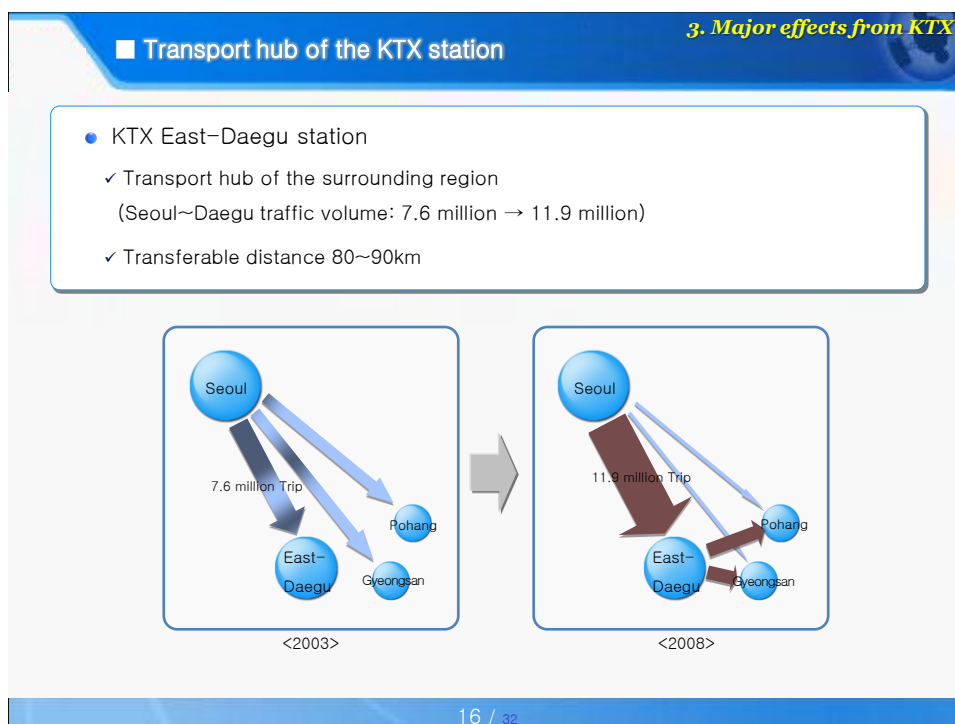 3. Major effects from KTX
■ Transport hub of the KTX station
KTX East-Daegu station
✓ Transport hub of the surrounding region
(Seoul~Daegu traffic volume: 7.6 million → 11.9 million)
✓ Transferable distance 80~90km
Seoul
7.6 million Trip
Pohang
East-
Daegu
Gyeongsan
<2003>
Seoul
11.9 million Trip
Pohang
East-
Daegu
Gyeongsan
<2008>
16 / 32